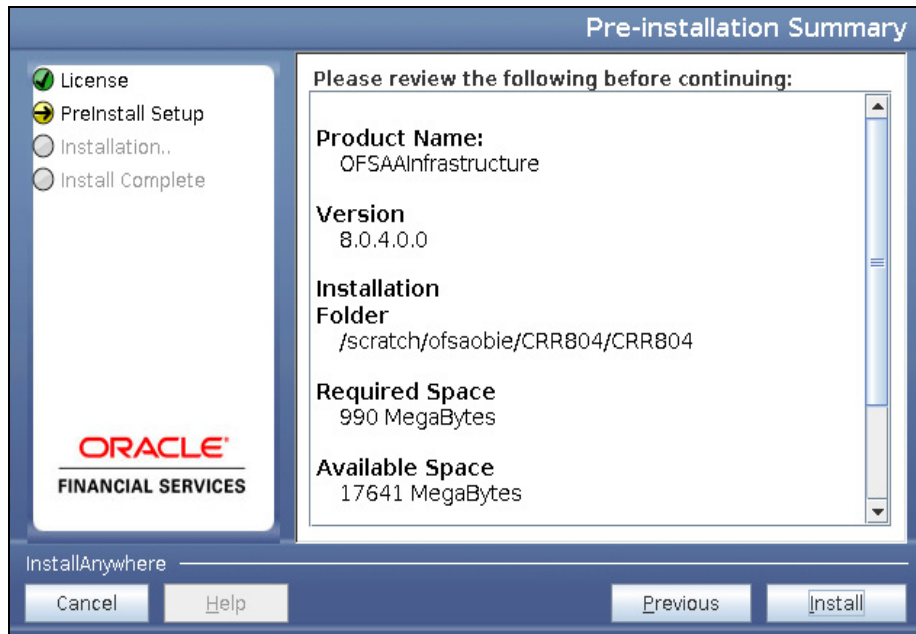 Pre-installation Summary
License
PreInstall Setup
Installation..
Install Complete
ORACLE®
FINANCIAL SERVICES
Please review the following before continuing:
Product Name:
OFSAAInfrastructure
Version
8.0.4.0.0
Installation
Folder
/scratch/ofsaobie/CRR804/CRR804
Required Space
990 MegaBytes
Available Space
17641 MegaBytes
InstallAnywhere
Cancel
Help
Previous
Install